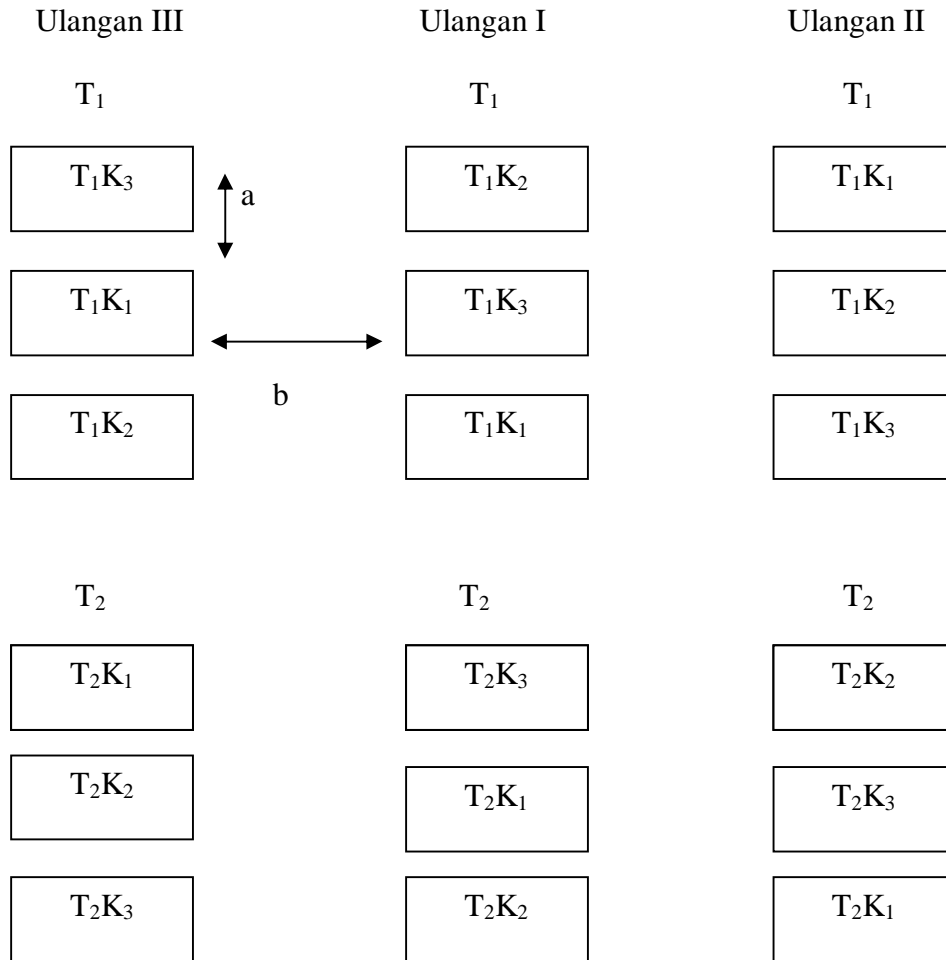 Ulangan III Ulangan I Ulangan II
T₁ T₁ T₁
T₁K₃ a T₁K₂ T₁K₁
T₁K₁ T₁K₃ T₁K₂
b
T₁K₂ T₁K₁ T₁K₃
T₂ T₂ T₂
T₂K₁ T₂K₃ T₂K₂
T₂K₂ T₂K₁ T₂K₃
T₂K₃ T₂K₂ T₂K₁